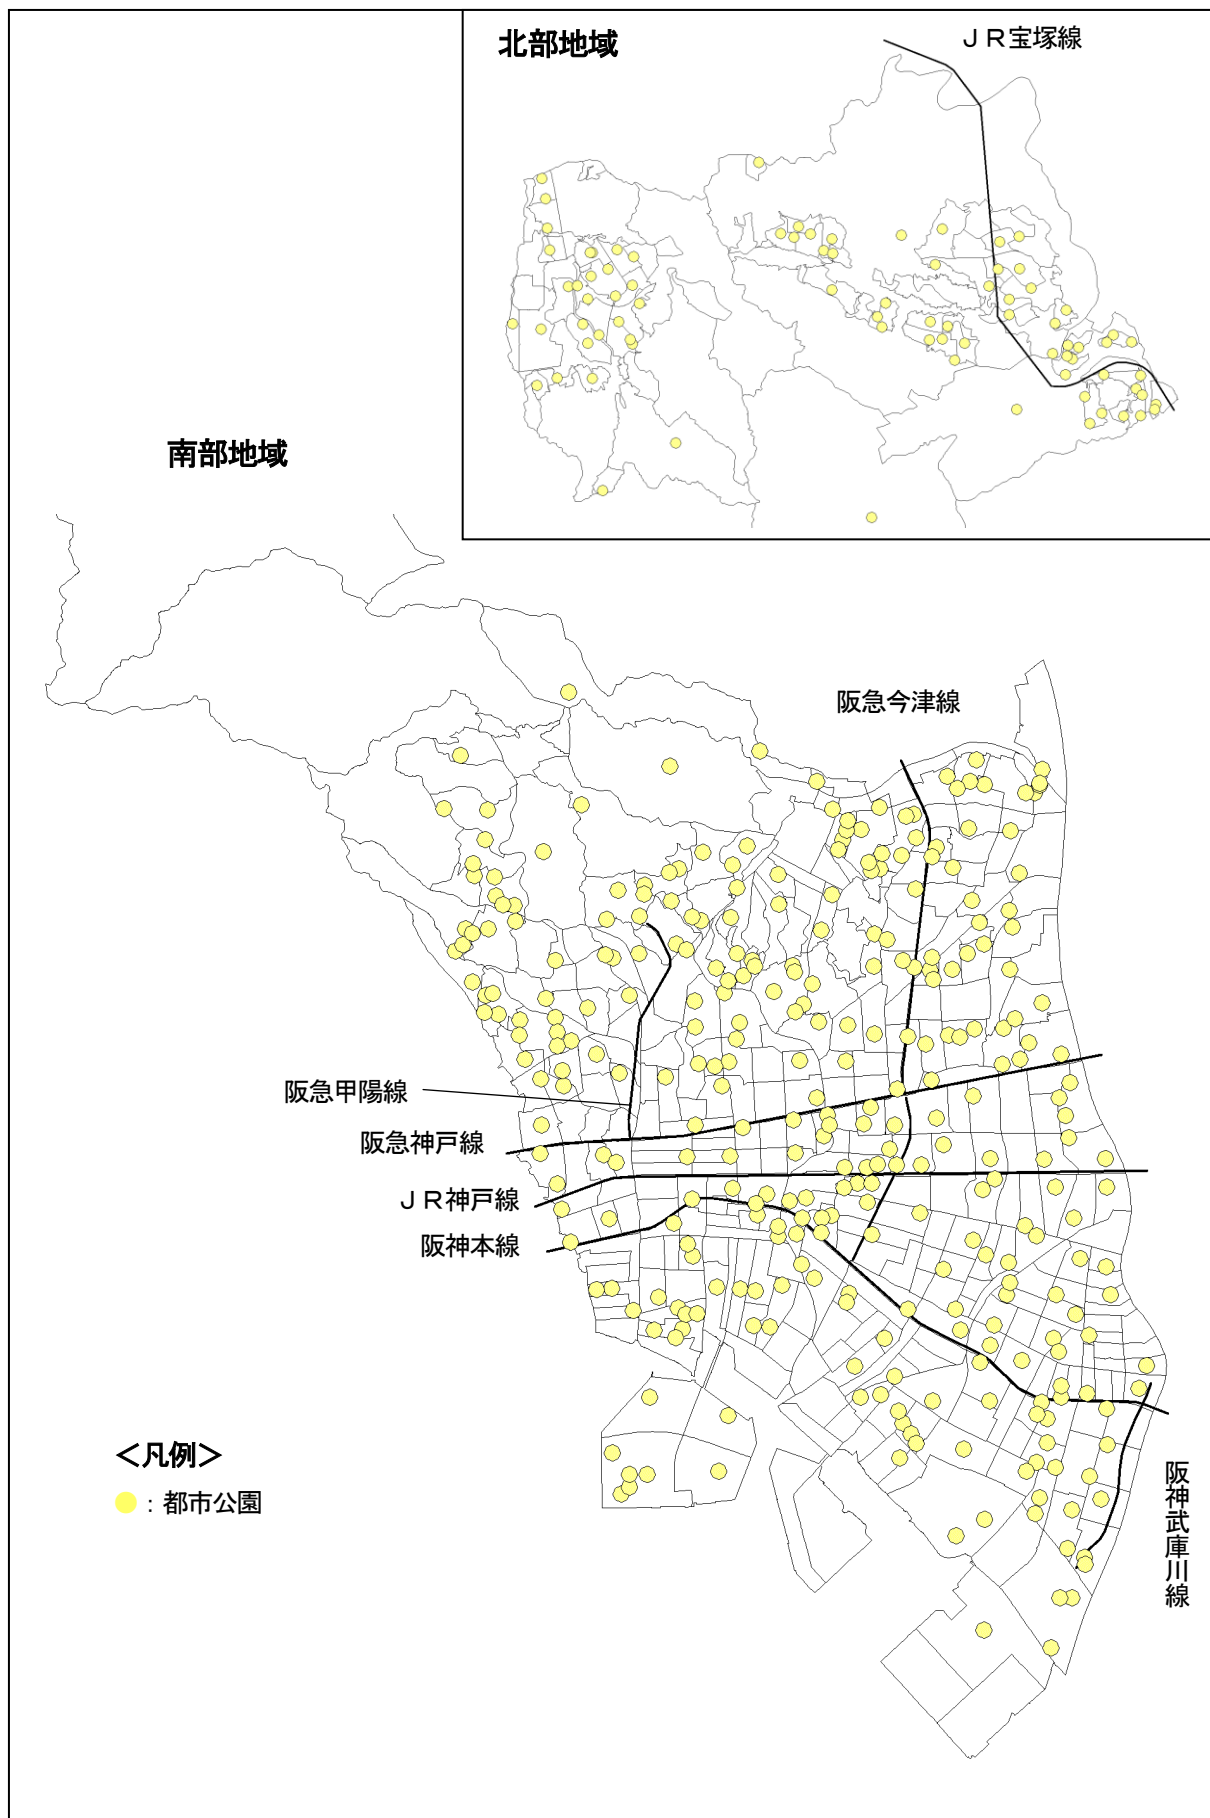 北部地域
ＪＲ宝塚線
南部地域
阪急今津線
阪急甲陽線
阪急神戸線
ＪＲ神戸線
阪神本線
＜凡例＞
：都市公園
阪神武庫川線